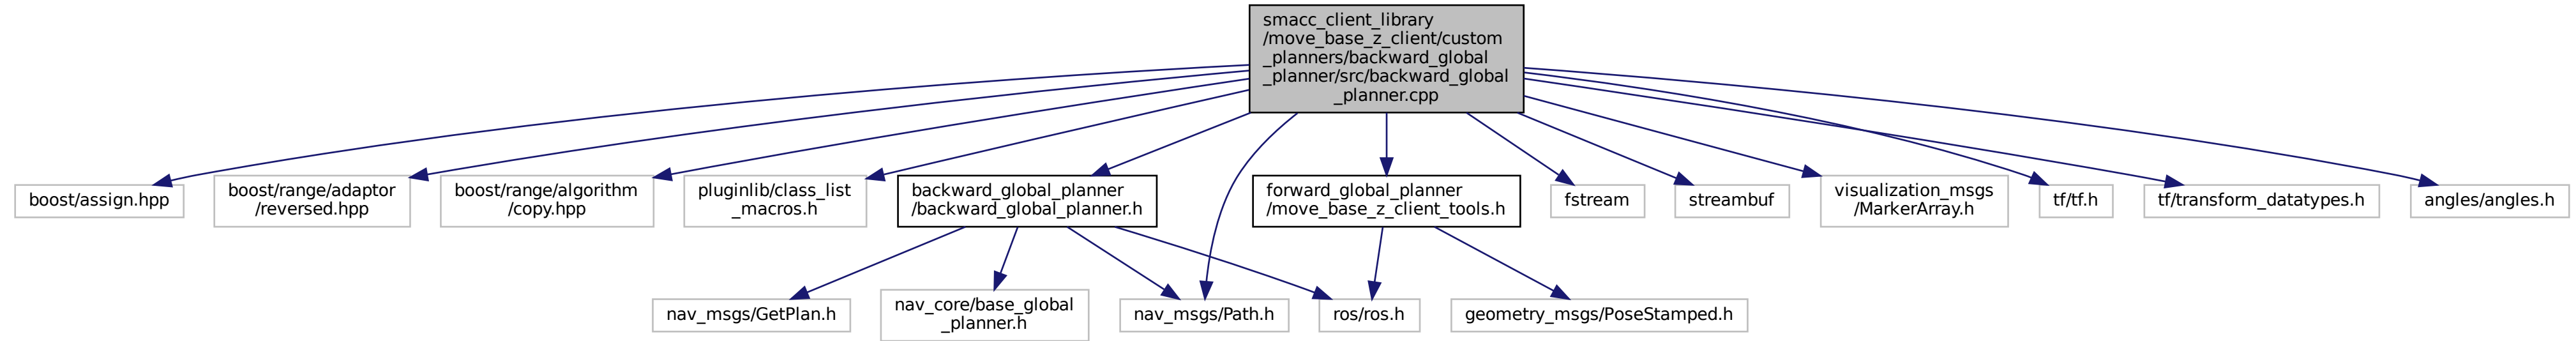 smacc_client_library
/move_base_z_client/custom
_planners/backward_global
_planner/src/backward_global
_planner.cpp
boost/assign.hpp
boost/range/adaptor
/reversed.hpp
boost/range/algorithm
/copy.hpp
pluginlib/class_list
_macros.h
backward_global_planner
/backward_global_planner.h
forward_global_planner
/move_base_z_client_tools.h
fstream
streambuf
visualization_msgs
/MarkerArray.h
tf/tf.h
tf/transform_datatypes.h
angles/angles.h
nav_msgs/GetPlan.h
nav_core/base_global
_planner.h
nav_msgs/Path.h
ros/ros.h
geometry_msgs/PoseStamped.h